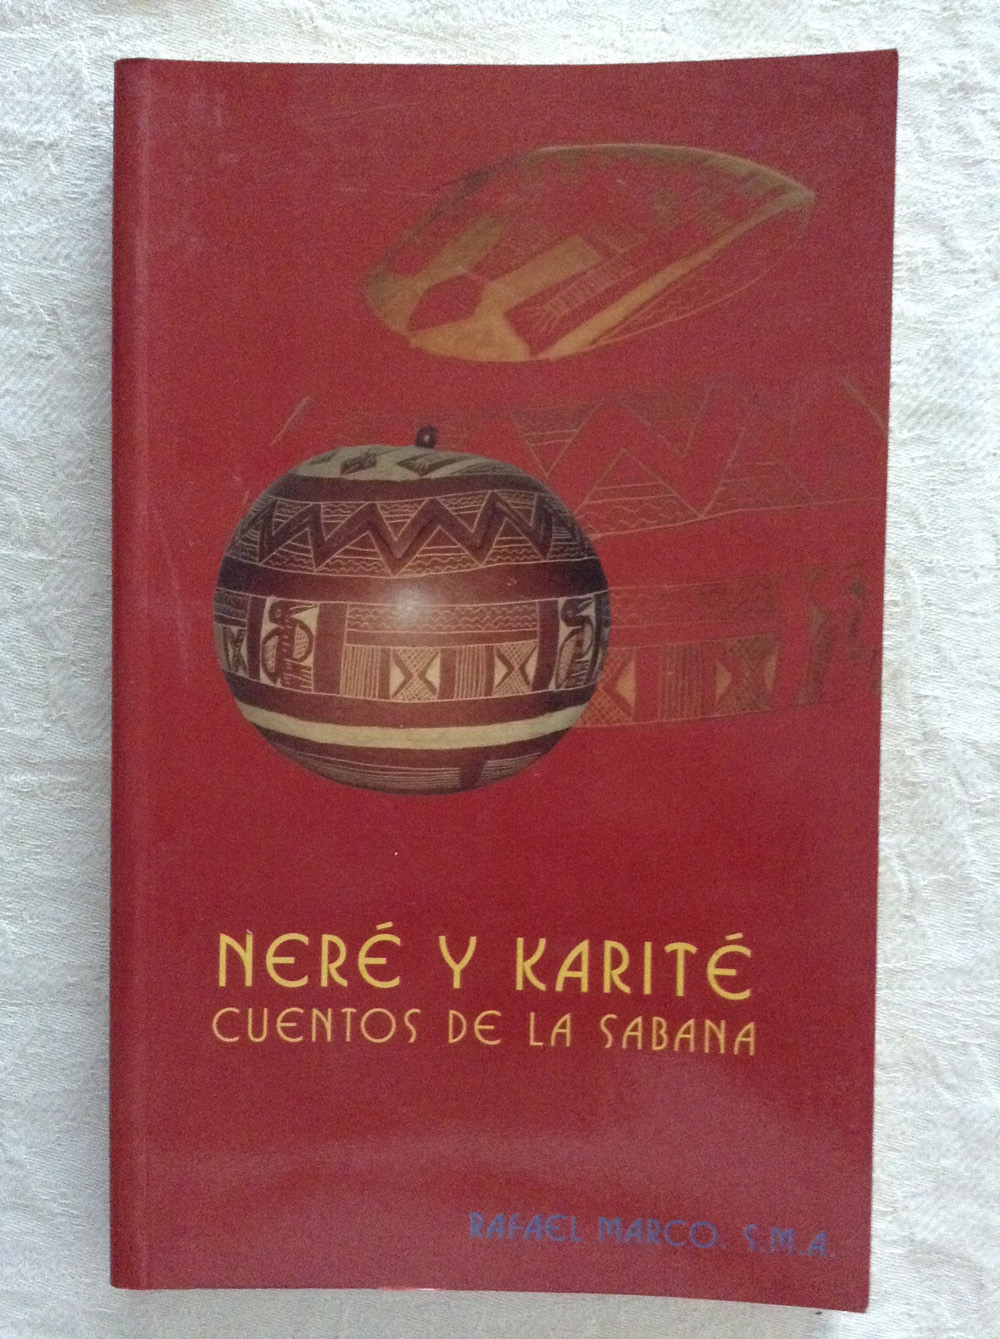 NERÉ Y KARITÉ
CUENTOS DE LA SABANA
RAFAEL MARCO. S.M.A.